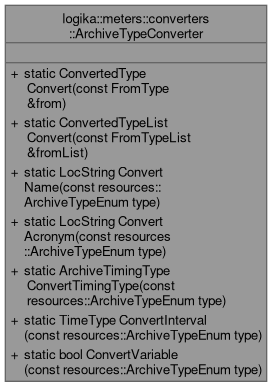 logika::meters::converters
::ArchiveTypeConverter
+ static ConvertedType
Convert(const FromType
&from)
+ static ConvertedTypeList
Convert(const FromTypeList
&fromList)
+ static LocString Convert
Name(const resources::
ArchiveTypeEnum type)
+ static LocString Convert
Acronym(const resources
::ArchiveTypeEnum type)
+ static ArchiveTimingType
ConvertTimingType(const
resources::ArchiveTypeEnum type)
+ static TimeType ConvertInterval
(const resources::ArchiveTypeEnum type)
+ static bool ConvertVariable
(const resources::ArchiveTypeEnum type)